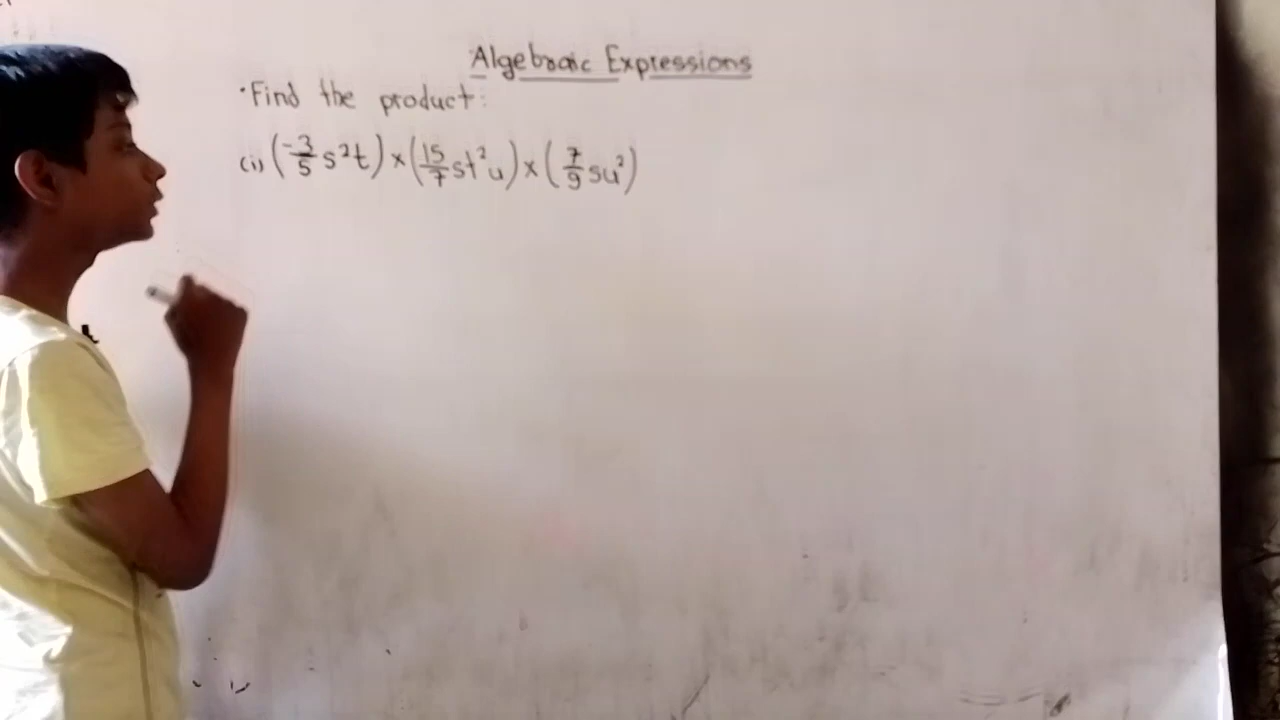 Algebraic Expressions
·Find the product:
(i) (-3/5 s²t) × (15/7 st²u) × (7/9 su²)